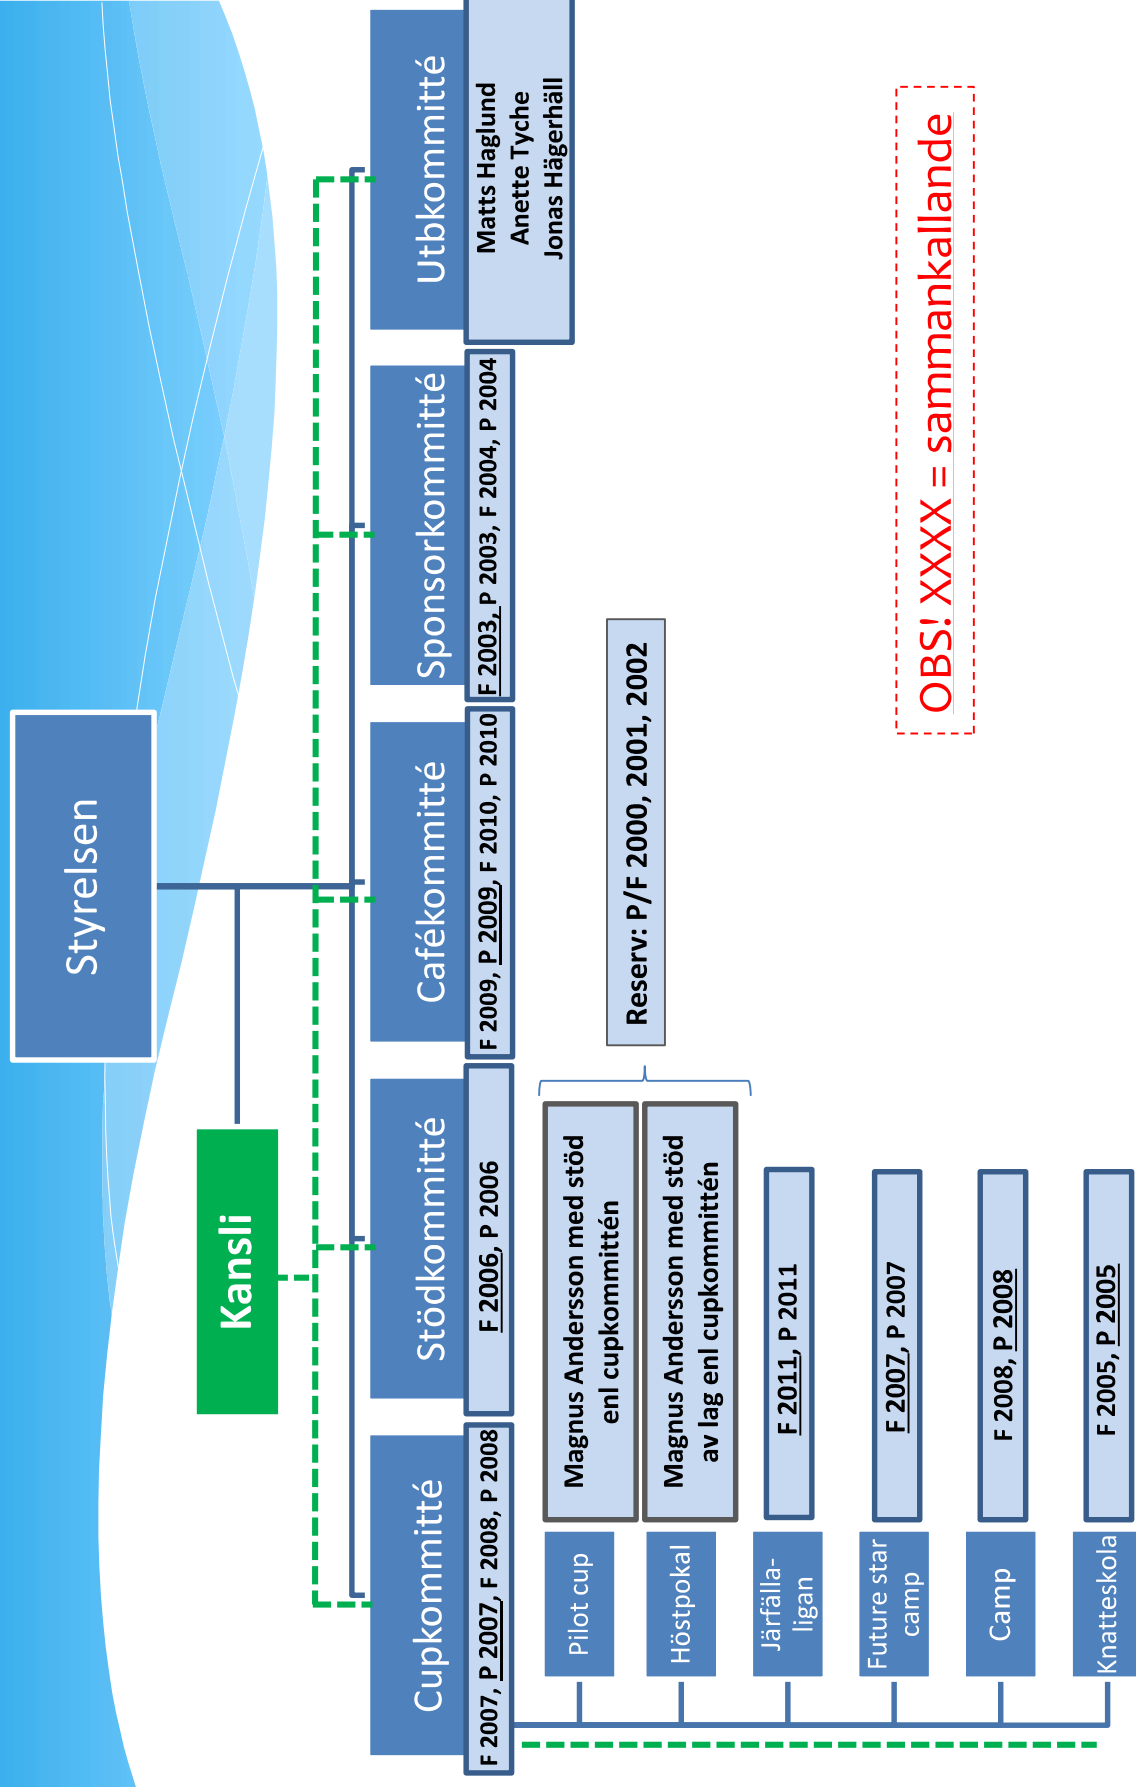 Styrelsen
Kansli
Cupkommitté
F 2007, P 2007, F 2008, P 2008
Stödkommitté
F 2006, P 2006
Cafékommitté
F 2009, P 2009, F 2010, P 2010
Sponsorkommitté
F 2003, P 2003, F 2004, P 2004
Utbkommitté
Matts Haglund
Anette Tyche
Jonas Hägerhäll
Pilot cup
Magnus Andersson med stöd
enl cupkommittén
Höstpokal
Magnus Andersson med stöd
av lag enl cupkommittén
Reserv: P/F 2000, 2001, 2002
Järfälla-
ligan
F 2011, P 2011
Future star
camp
F 2007, P 2007
Camp
F 2008, P 2008
Knatteskola
F 2005, P 2005
OBS! XXXX = sammankallande